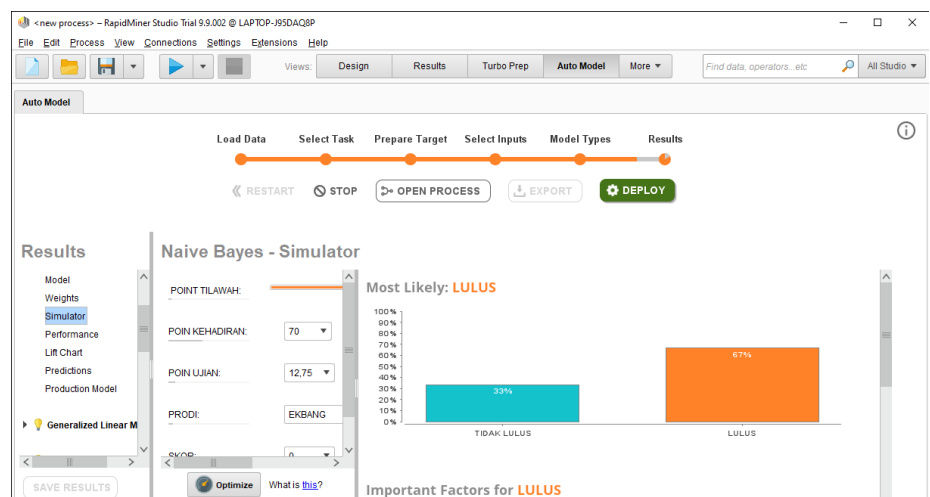 <new process> – RapidMiner Studio Trial 9.9.002 @ LAPTOP-J95DAQ8P
File Edit Process View Connections Settings Extensions Help
Views: Design Results Turbo Prep Auto Model More Find data, operators...etc All Studio
Auto Model
Load Data Select Task Prepare Target Select Inputs Model Types Results
RESTART STOP OPEN PROCESS EXPORT DEPLOY
Results
Model
Weights
Simulator
Performance
Lift Chart
Predictions
Production Model
Generalized Linear M
SAVE RESULTS
Naive Bayes - Simulator
POINT TILAWAH:
POIN KEHADIRAN: 70
POIN UJIAN: 12,75
PRODI: EKBANG
SKOR: 0
Optimize What is this?
Most Likely: LULUS
100%
90%
80%
70%
60%
50%
40%
30%
20%
10%
0%
33%
67%
TIDAK LULUS LULUS
Important Factors for LULUS